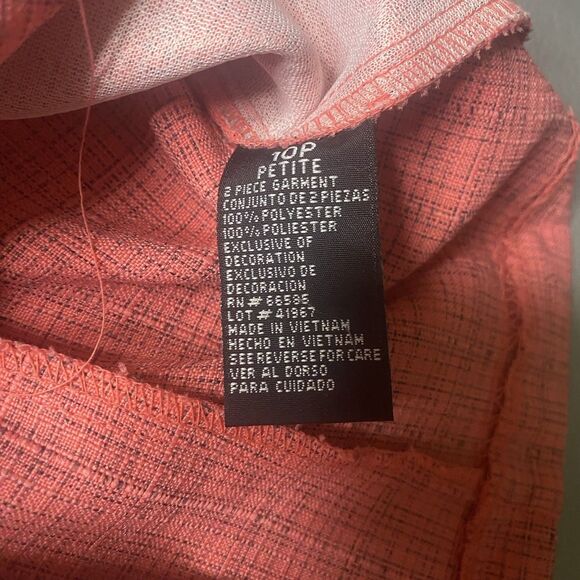 10P
PETITE
2 PIECE GARMENT
CONJUNTO DE 2 PIEZAS
100% POLYESTER
100% POLIESTER
EXCLUSIVE OF
DECORATION
EXCLUSIVO DE
DECORACION
RN# 66585
LOT # 41967
MADE IN VIETNAM
HECHO EN VIETNAM
SEE REVERSE FOR CARE
VER AL DORSO
PARA CUIDADO